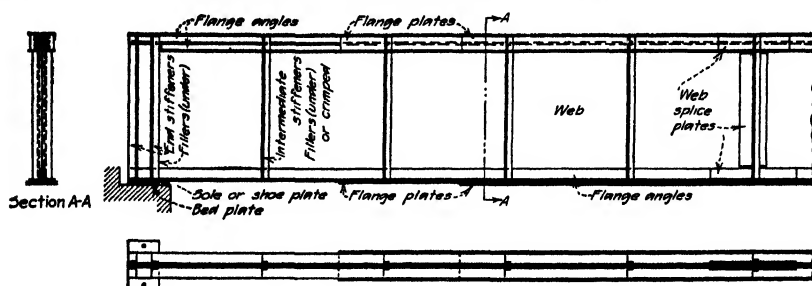 Flange angles
Flange plates
A
End stiffeners
Fillers (under)
Intermediate
stiffeners
Fillers (under)
or crimped
Web
Web
splice
plates
Section A-A
Sole or shoe plate
Bed plate
Flange plates
A
Flange angles